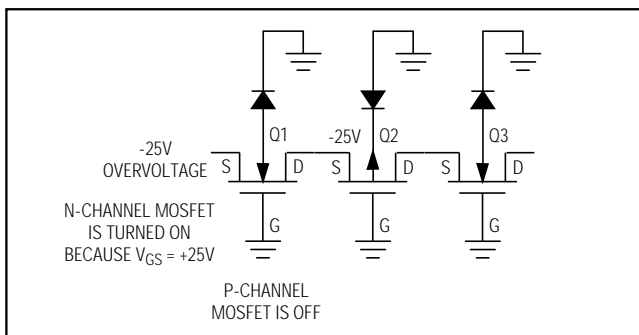 Q1
-25V
Q2
Q3
-25V
OVERVOLTAGE
S
D
S
D
S
D
N-CHANNEL MOSFET
IS TURNED ON
BECAUSE VGS = +25V
G
G
G
P-CHANNEL
MOSFET IS OFF